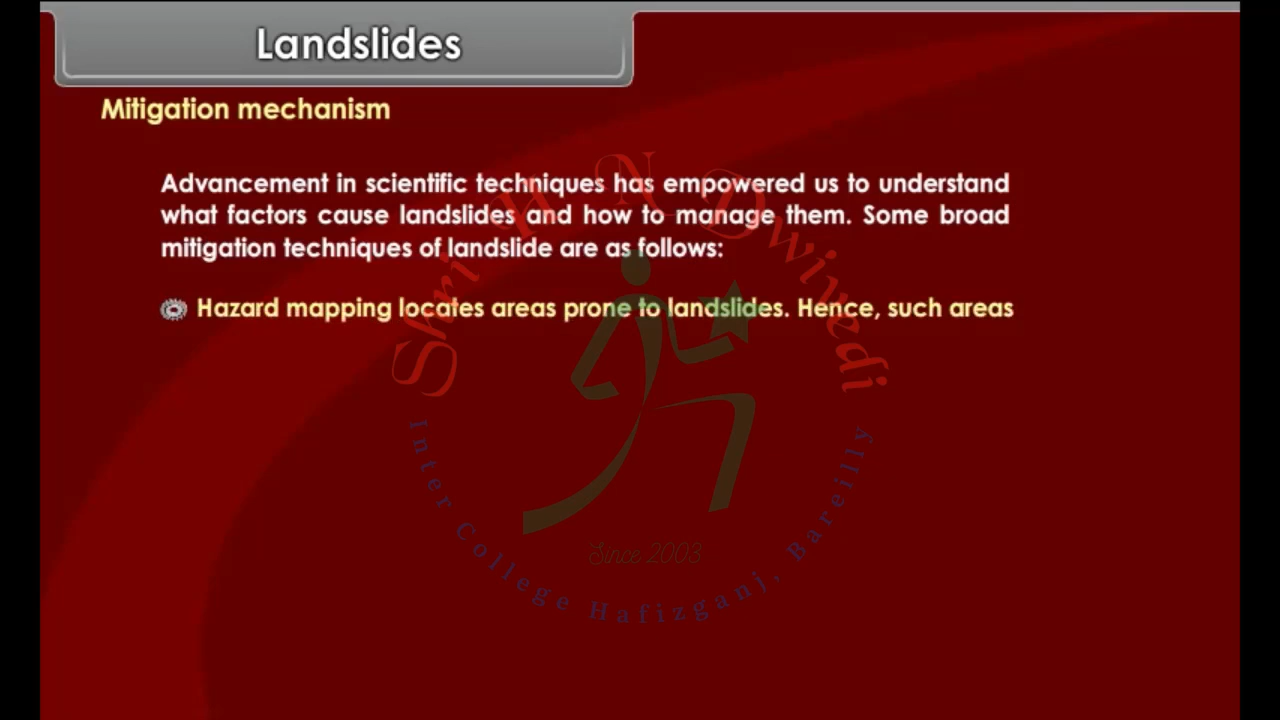 Landslides
Mitigation mechanism
Advancement in scientific techniques has empowered us to understand
what factors cause landslides and how to manage them. Some broad
mitigation techniques of landslide are as follows:
Hazard mapping locates areas prone to landslides. Hence, such areas
Shri H N Dwivedi
Inter College Hafizganj, Bareilly
Since 2003